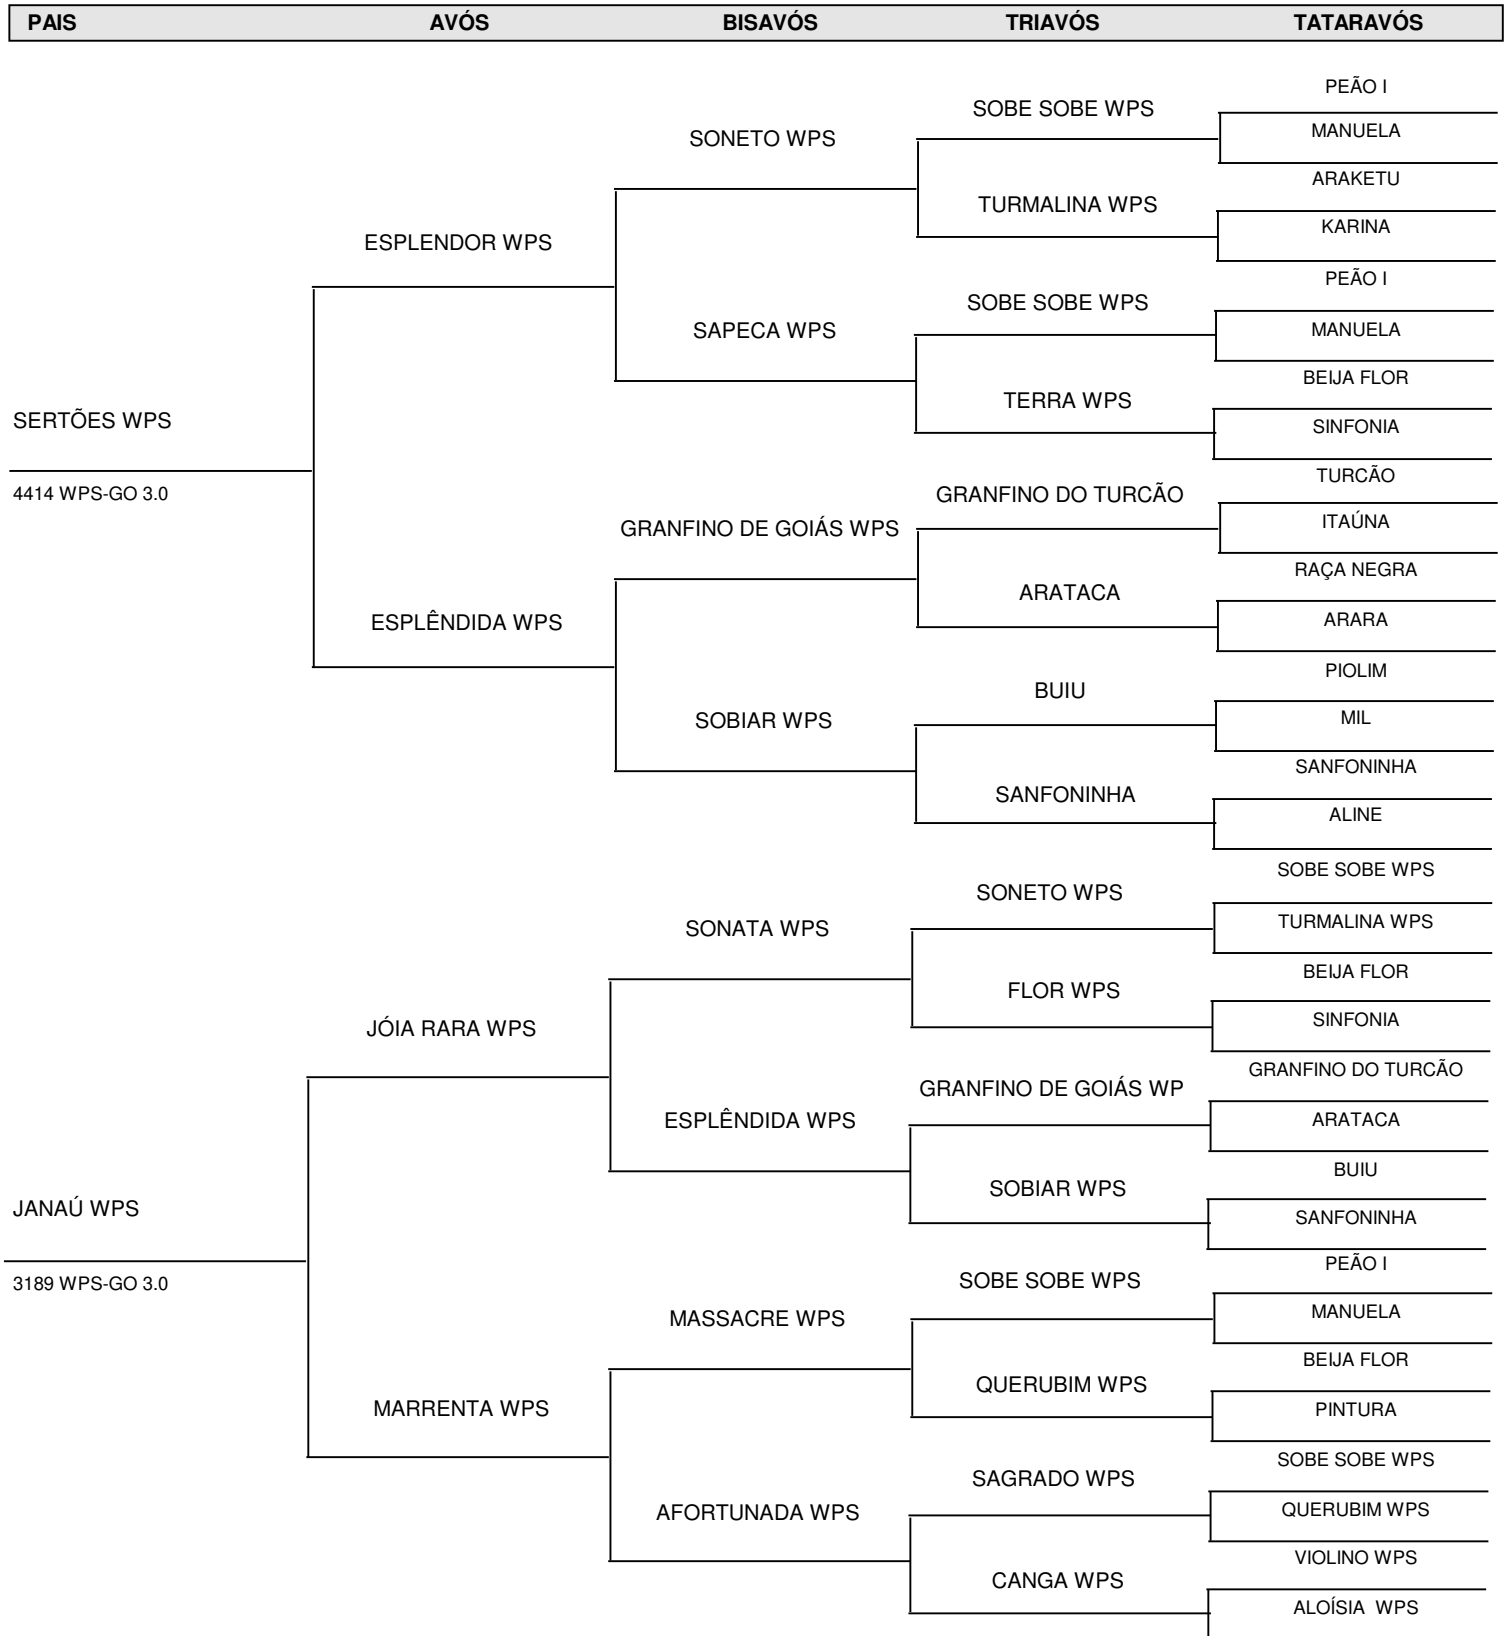 PAIS AVÓS BISAVÓS TRIAVÓS TATARAVÓS
PEÃO I
SOBE SOBE WPS
MANUELA
SONETO WPS
ARAKETU
TURMALINA WPS
KARINA
ESPLENDOR WPS
PEÃO I
SOBE SOBE WPS
MANUELA
SAPECA WPS
BEIJA FLOR
TERRA WPS
SINFONIA
SERTÕES WPS
4414 WPS-GO 3.0
TURCÃO
GRANFINO DO TURCÃO
ITAÚNA
GRANFINO DE GOIÁS WPS
RAÇA NEGRA
ARATACA
ARARA
ESPLÊNDIDA WPS
PIOLIM
BUIU
MIL
SOBIAR WPS
SANFONINHA
SANFONINHA
ALINE
SOBE SOBE WPS
SONETO WPS
TURMALINA WPS
SONATA WPS
BEIJA FLOR
FLOR WPS
SINFONIA
JÓIA RARA WPS
GRANFINO DO TURCÃO
GRANFINO DE GOIÁS WP
ARATACA
ESPLÊNDIDA WPS
BUIU
SOBIAR WPS
SANFONINHA
JANAÚ WPS
3189 WPS-GO 3.0
PEÃO I
SOBE SOBE WPS
MANUELA
MASSACRE WPS
BEIJA FLOR
QUERUBIM WPS
PINTURA
MARRENTA WPS
SOBE SOBE WPS
SAGRADO WPS
QUERUBIM WPS
AFORTUNADA WPS
VIOLINO WPS
CANGA WPS
ALOÍSIA WPS